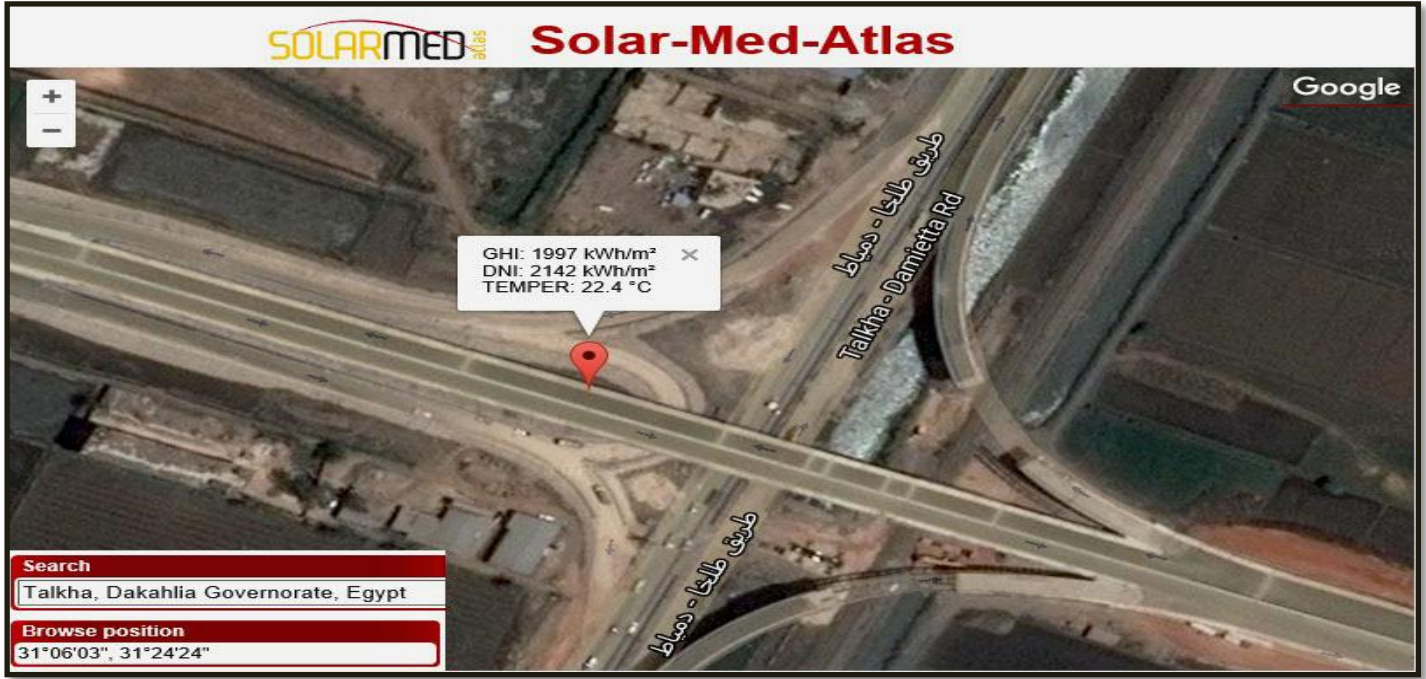 SOLARMED atlas
Solar-Med-Atlas
+
−
Google
GHI: 1997 kWh/m²
DNI: 2142 kWh/m²
TEMPER: 22.4 °C
طريق طلخا - دمياط
Talkha - Damietta Rd
طريق طلخا - دمياط
Search
Talkha, Dakahlia Governorate, Egypt
Browse position
31°06'03", 31°24'24"